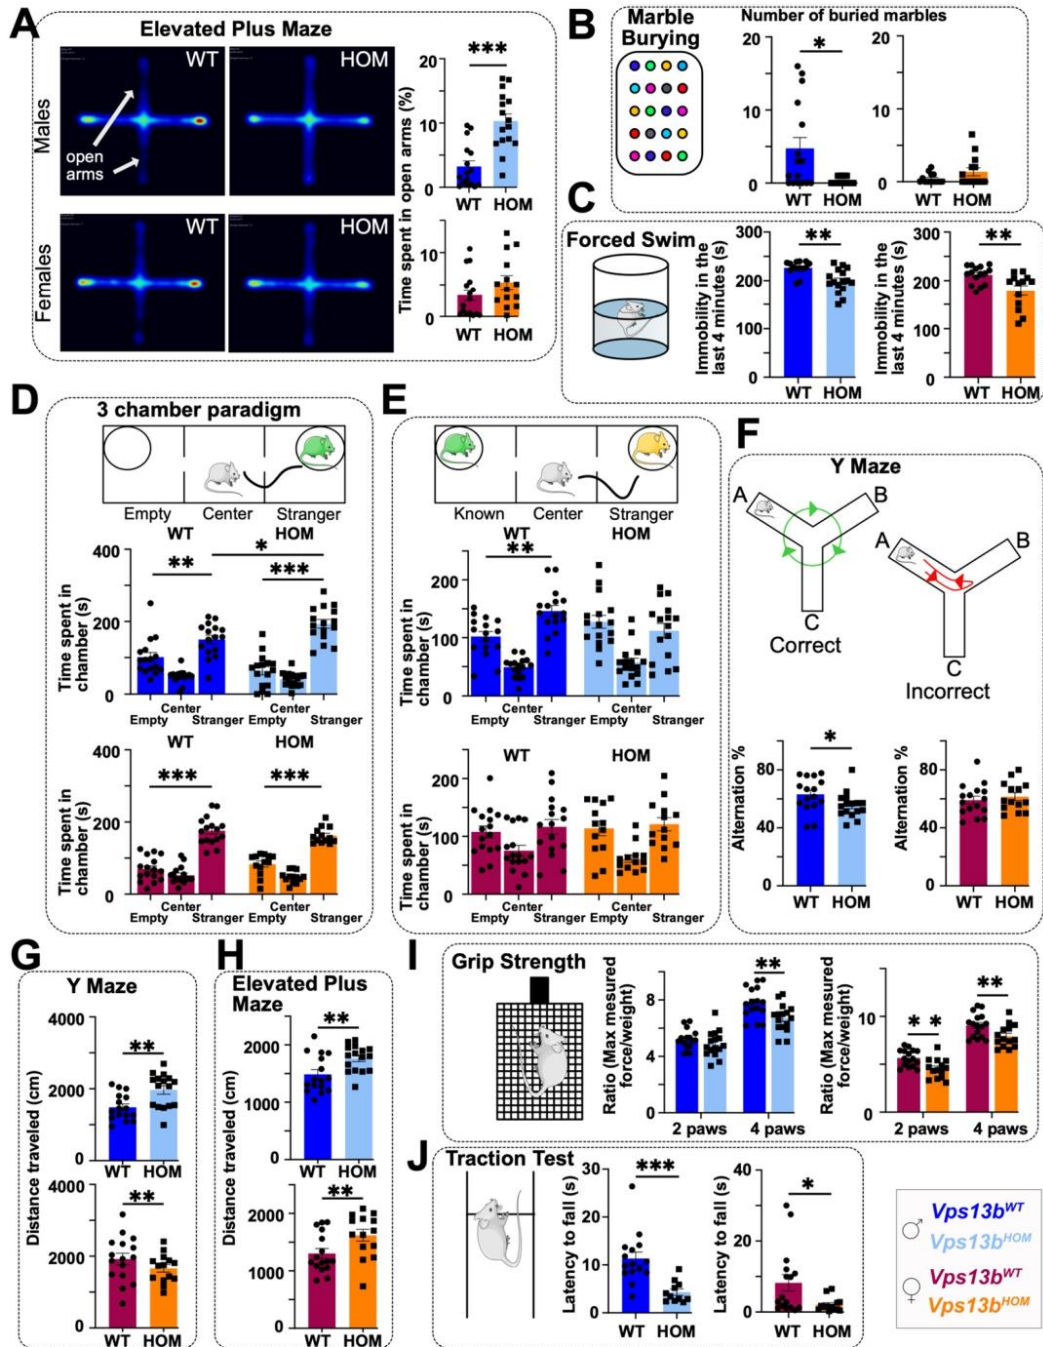 A
Elevated Plus Maze
WT
HOM
Males
open
arms
WT
HOM
Females
Time spent in open arms (%)
***
20
10
0
WT HOM
10
5
0
WT HOM
B
Marble
Burying
Number of buried marbles
20
15
10
5
0
*
WT HOM
20
10
0
WT HOM
C
Forced Swim
Immobility in the
last 4 minutes (s)
300
200
100
0
**
WT HOM
Immobility in the
last 4 minutes (s)
300
200
100
0
**
WT HOM
D
3 chamber paradigm
Empty Center Stranger
WT HOM
Time spent in
chamber (s)
400
200
0
**
*
***
Empty Center Stranger Empty Center Stranger
WT HOM
Time spent in
chamber (s)
400
200
0
***
***
Empty Center Stranger Empty Center Stranger
E
Known Center Stranger
WT HOM
Time spent in
chamber (s)
200
100
0
**
Empty Center Stranger Empty Center Stranger
WT HOM
Time spent in
chamber (s)
200
100
0
Empty Center Stranger Empty Center Stranger
F
Y Maze
A
B
C
Correct
A
B
C
Incorrect
Alternation %
80
40
0
*
WT HOM
Alternation %
80
40
0
WT HOM
G
Y Maze
Distance traveled (cm)
4000
2000
0
**
WT HOM
4000
2000
0
**
WT HOM
H
Elevated Plus
Maze
Distance traveled (cm)
2000
1000
0
**
WT HOM
2000
1000
0
**
WT HOM
I
Grip Strength
Ratio (Max mesured
force/weight)
8
4
0
**
2 paws 4 paws
Ratio (Max mesured
force/weight)
10
5
0
* *
**
2 paws 4 paws
J
Traction Test
Latency to fall (s)
30
20
10
0
***
WT HOM
Latency to fall (s)
40
20
0
*
WT HOM
♂
Vps13bWT
Vps13bHOM
♀
Vps13bWT
Vps13bHOM